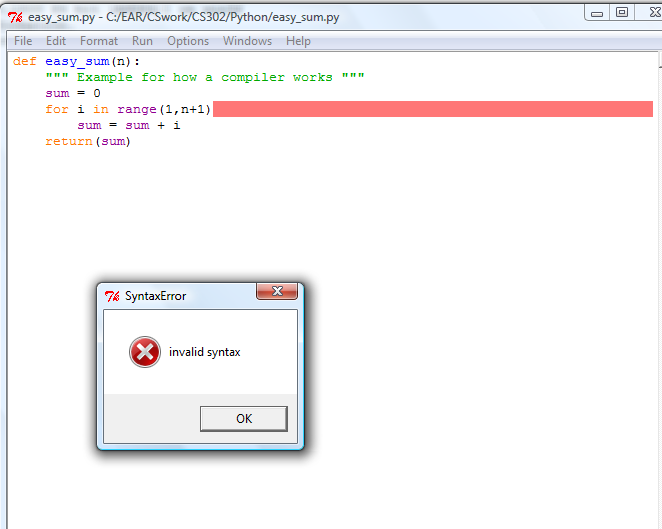 easy_sum.py - C:/EAR/CSwork/CS302/Python/easy_sum.py
File Edit Format Run Options Windows Help
def easy_sum(n):
    """ Example for how a compiler works """
    sum = 0
    for i in range(1,n+1)
        sum = sum + i
    return(sum)
SyntaxError
invalid syntax
OK